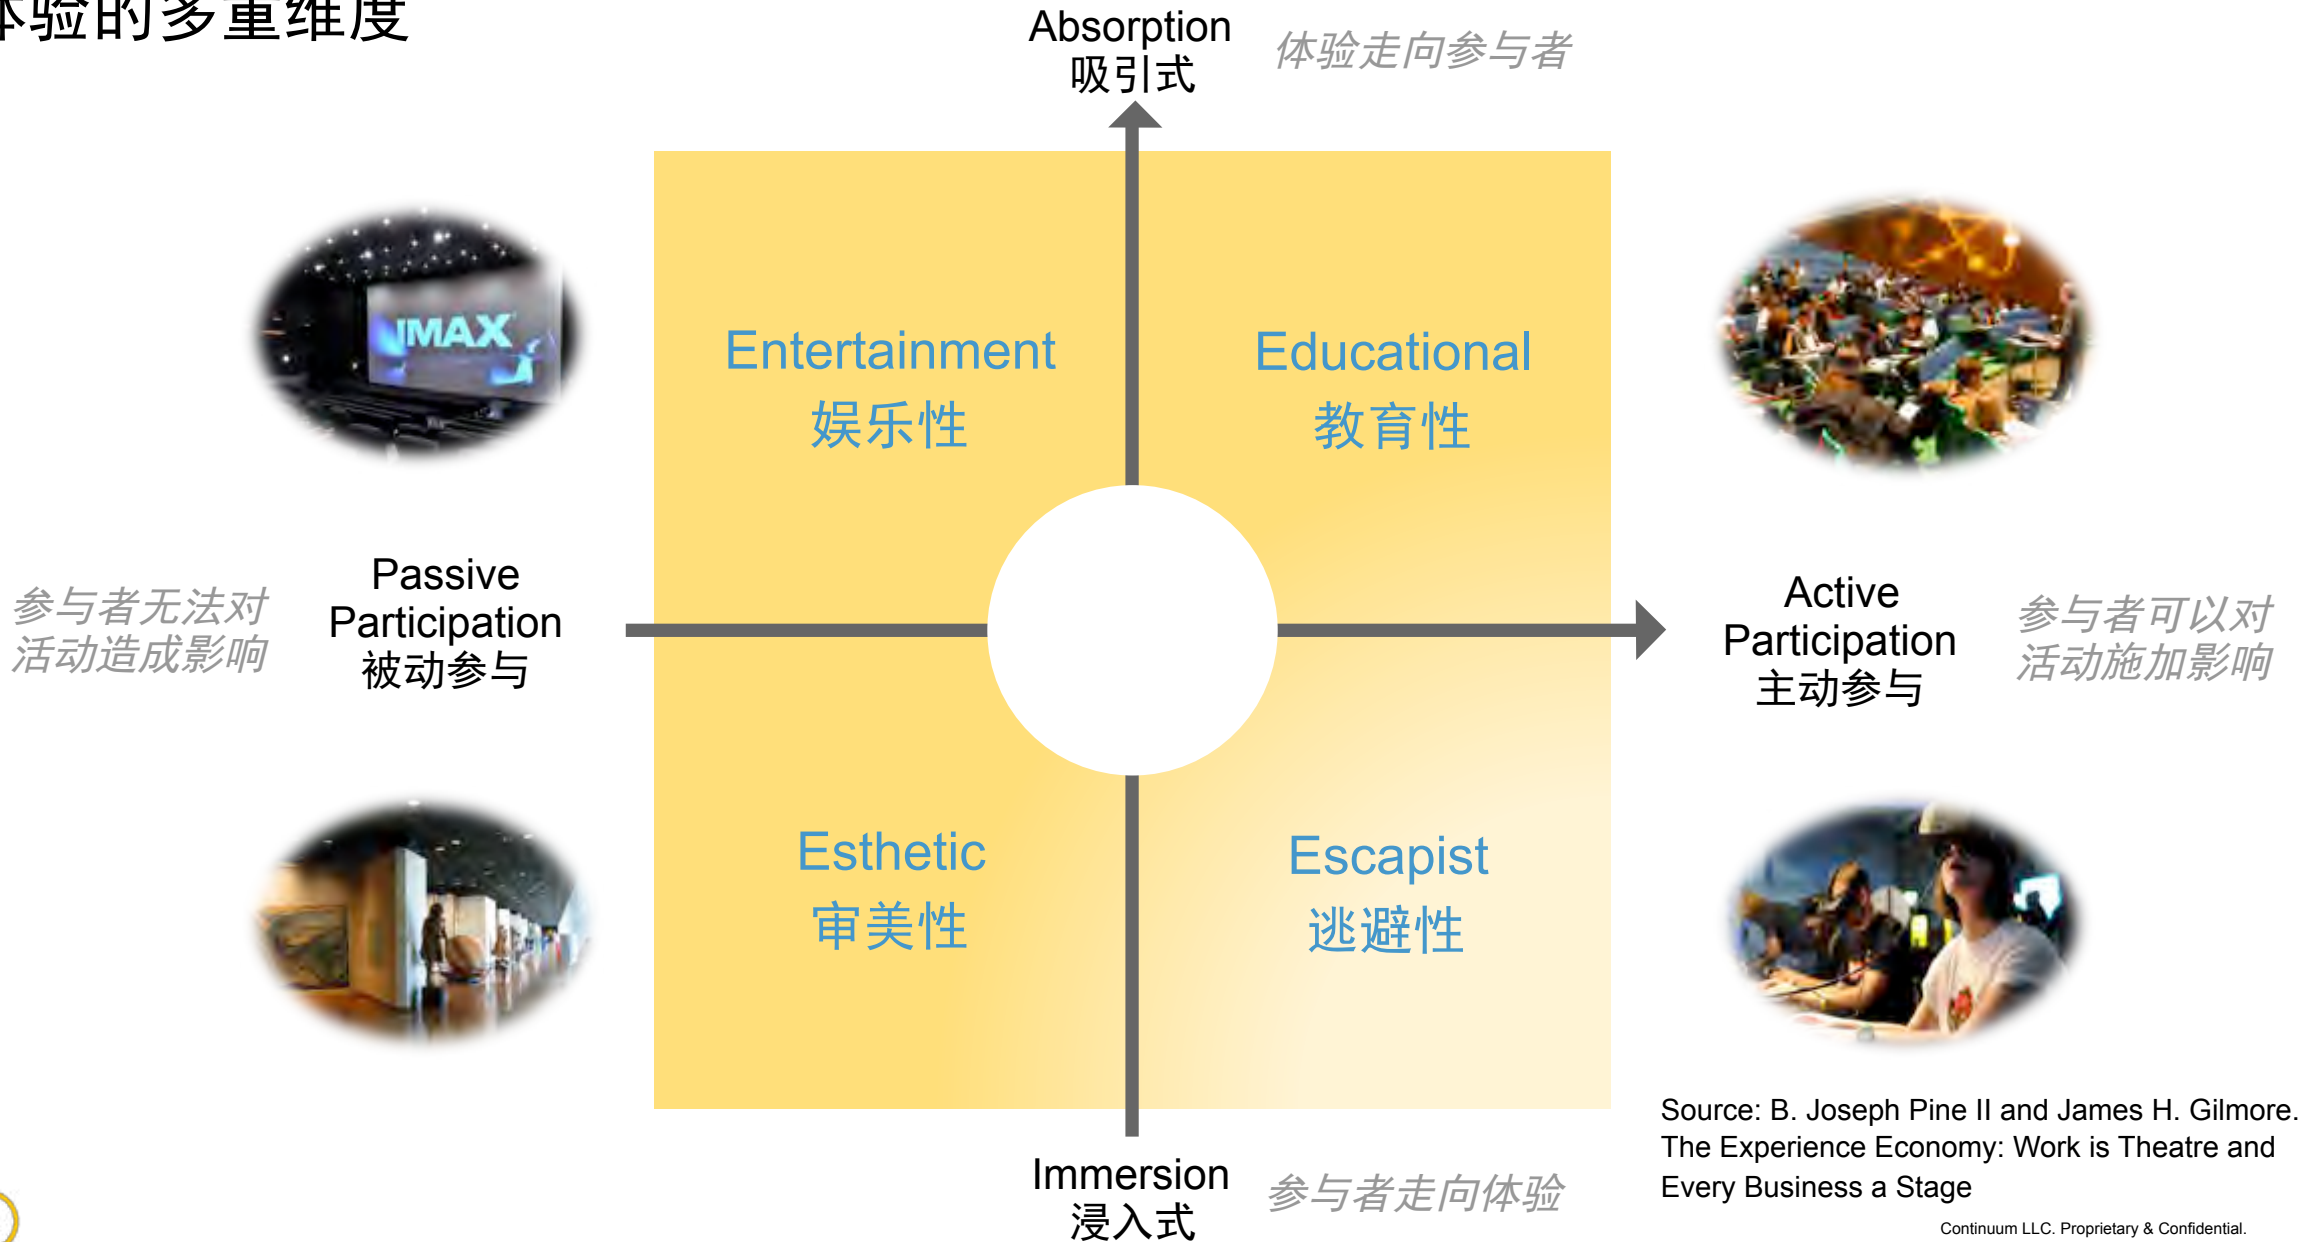 体验的多重维度
Absorption
吸引式
体验走向参与者
IMAX
Entertainment
娱乐性
Educational
教育性
参与者无法对
活动造成影响
Passive
Participation
被动参与
Active
Participation
主动参与
参与者可以对
活动施加影响
Esthetic
审美性
Escapist
逃避性
Immersion
浸入式
参与者走向体验
Source: B. Joseph Pine II and James H. Gilmore.
The Experience Economy: Work is Theatre and
Every Business a Stage
Continuum LLC. Proprietary & Confidential.